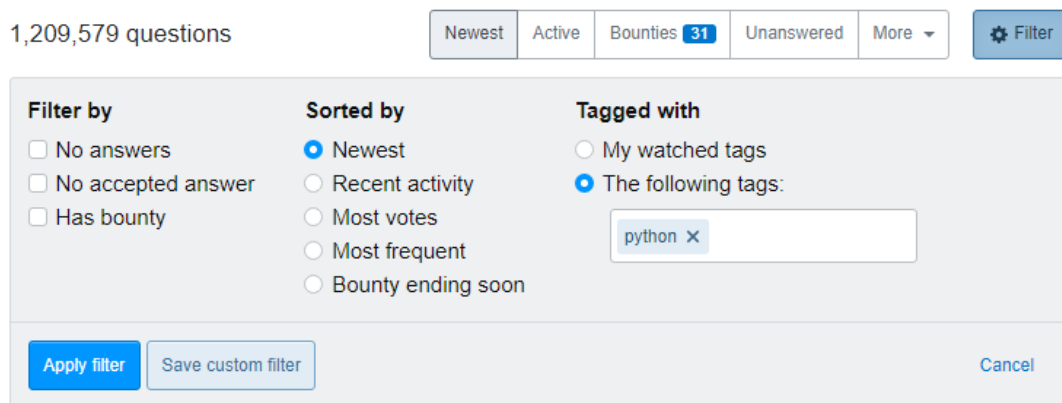 1,209,579 questions
Newest Active Bounties 31 Unanswered More Filter
Filter by Sorted by Tagged with
No answers Newest My watched tags
No accepted answer Recent activity The following tags:
Has bounty Most votes python
Most frequent
Bounty ending soon
Apply filter Save custom filter Cancel